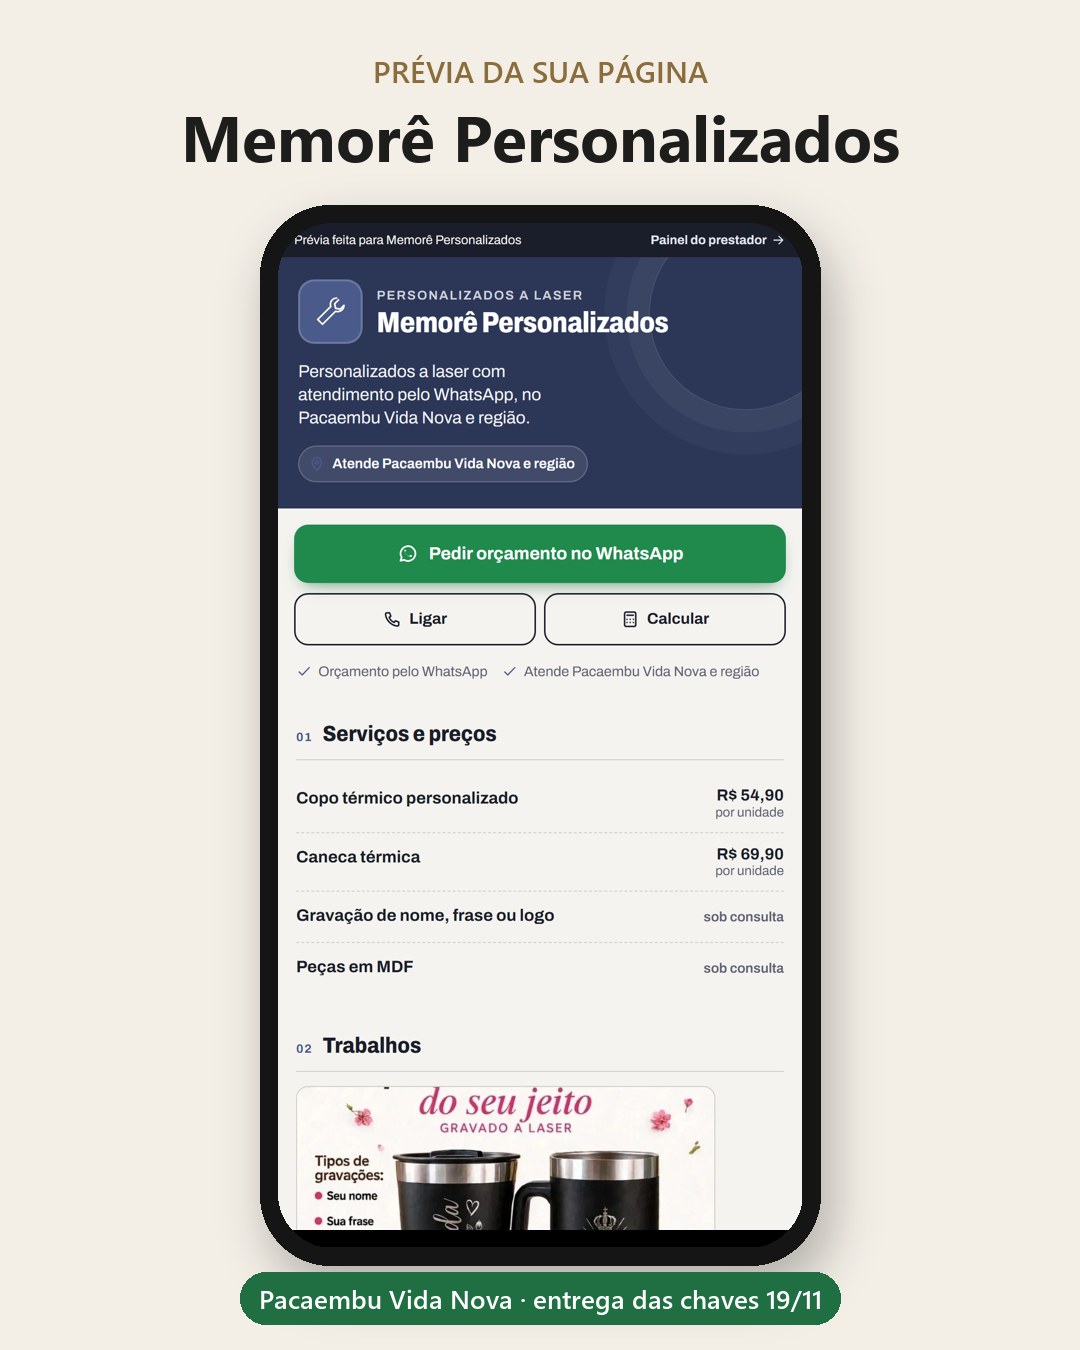 PRÉVIA DA SUA PÁGINA
Memorê Personalizados
Prévia feita para Memorê Personalizados
Painel do prestador →
PERSONALIZADOS A LASER
Memorê Personalizados
Personalizados a laser com
atendimento pelo WhatsApp, no
Pacaembu Vida Nova e região.
Atende Pacaembu Vida Nova e região
Pedir orçamento no WhatsApp
Ligar
Calcular
Orçamento pelo WhatsApp
Atende Pacaembu Vida Nova e região
01 Serviços e preços
Copo térmico personalizado
R$ 54,90
por unidade
Caneca térmica
R$ 69,90
por unidade
Gravação de nome, frase ou logo
sob consulta
Peças em MDF
sob consulta
02 Trabalhos
do seu jeito
GRAVADO A LASER
Tipos de
gravações:
Seu nome
Sua frase
Pacaembu Vida Nova · entrega das chaves 19/11